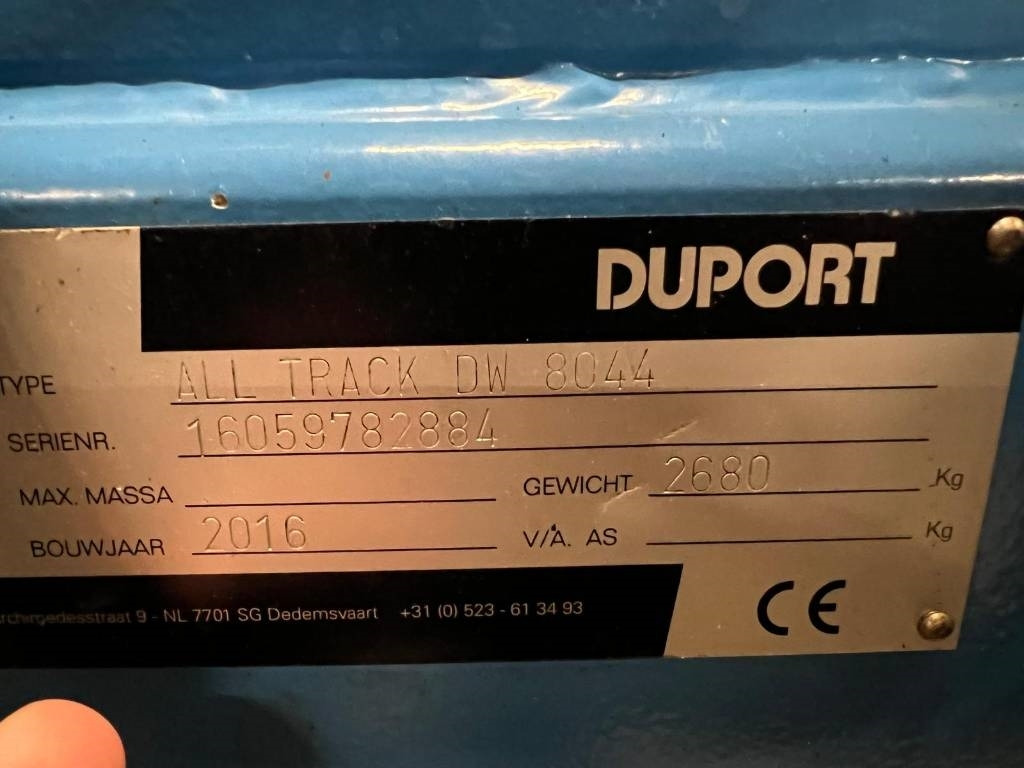 DUPORT
TYPE ALL TRACK DW 8044
SERIENR. 16059782884
MAX. MASSA GEWICHT 2680 Kg
BOUWJAAR 2016 V/A. AS Kg
9 - NL 7701 SG Dedemsvaart +31 (0) 523 - 61 34 93
CE